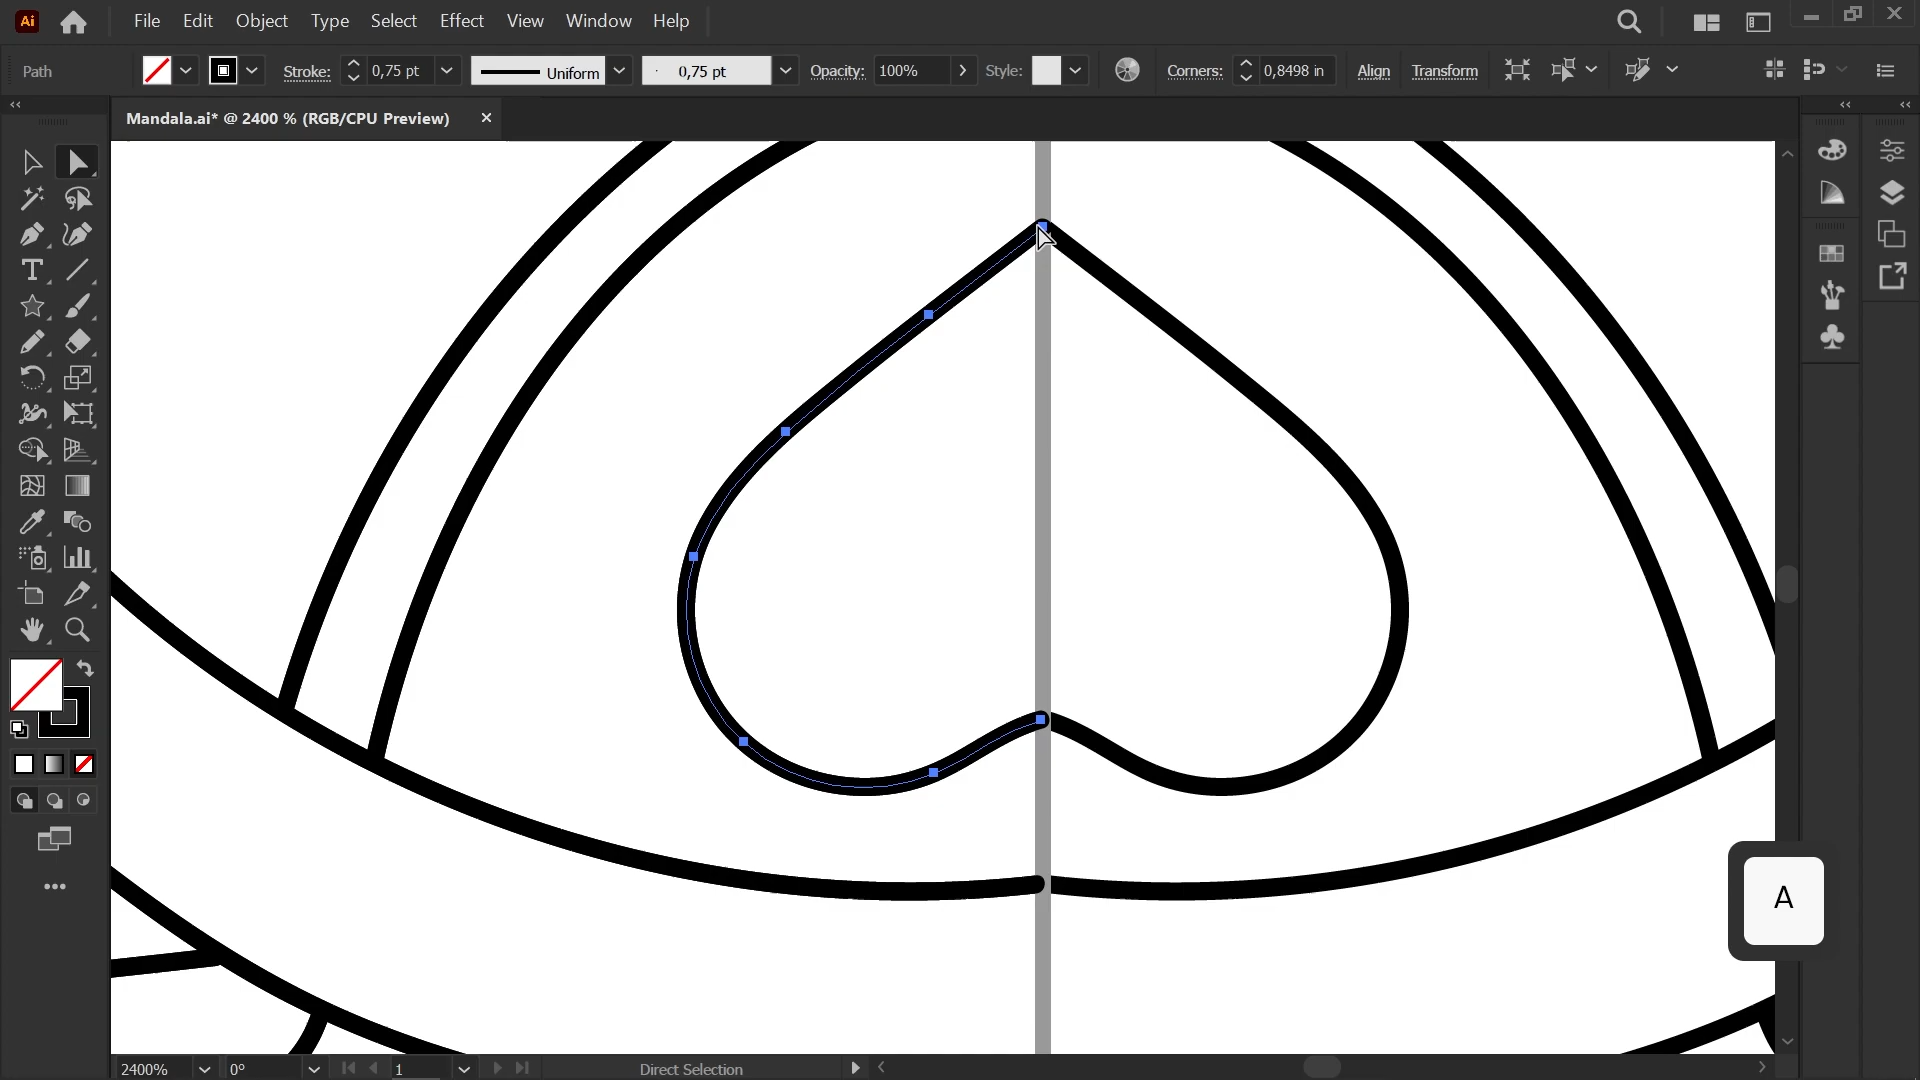 Ai File Edit Object Type Select Effect View Window Help
Path Stroke: 0,75 pt Uniform 0,75 pt Opacity: 100% Style: Corners: 0,8498 in Align Transform
Mandala.ai* @ 2400 % (RGB/CPU Preview)
A
2400% 0° 1 Direct Selection